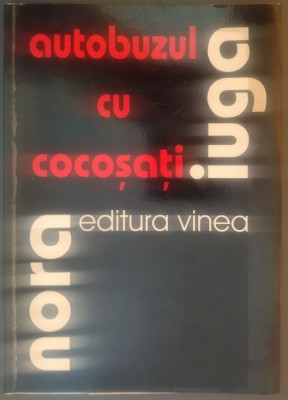 autobuzul
cu
cocoșați
nora
iuga
editura vinea